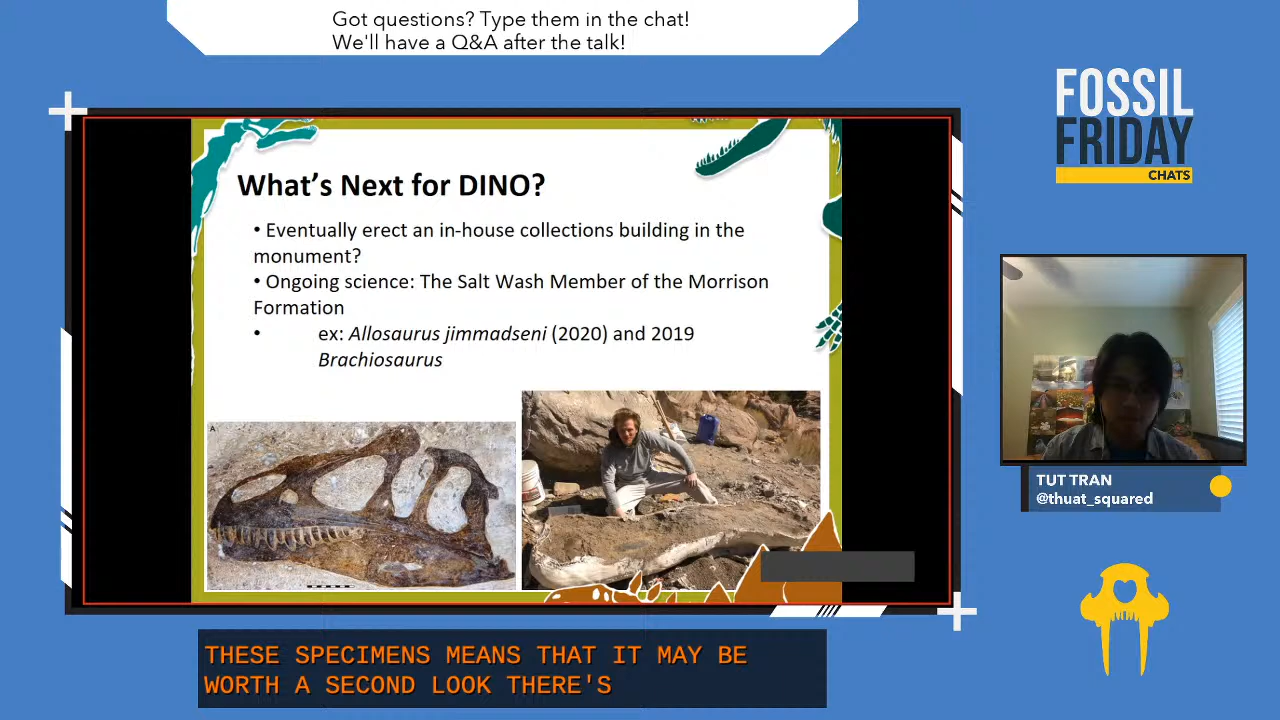 Got questions? Type them in the chat!
We'll have a Q&A after the talk!
FOSSIL
FRIDAY
CHATS
What's Next for DINO?
• Eventually erect an in-house collections building in the
monument?
• Ongoing science: The Salt Wash Member of the Morrison
Formation
• ex: Allosaurus jimmadseni (2020) and 2019
Brachiosaurus
A
TUT TRAN
@thuat_squared
THESE SPECIMENS MEANS THAT IT MAY BE
WORTH A SECOND LOOK THERE'S